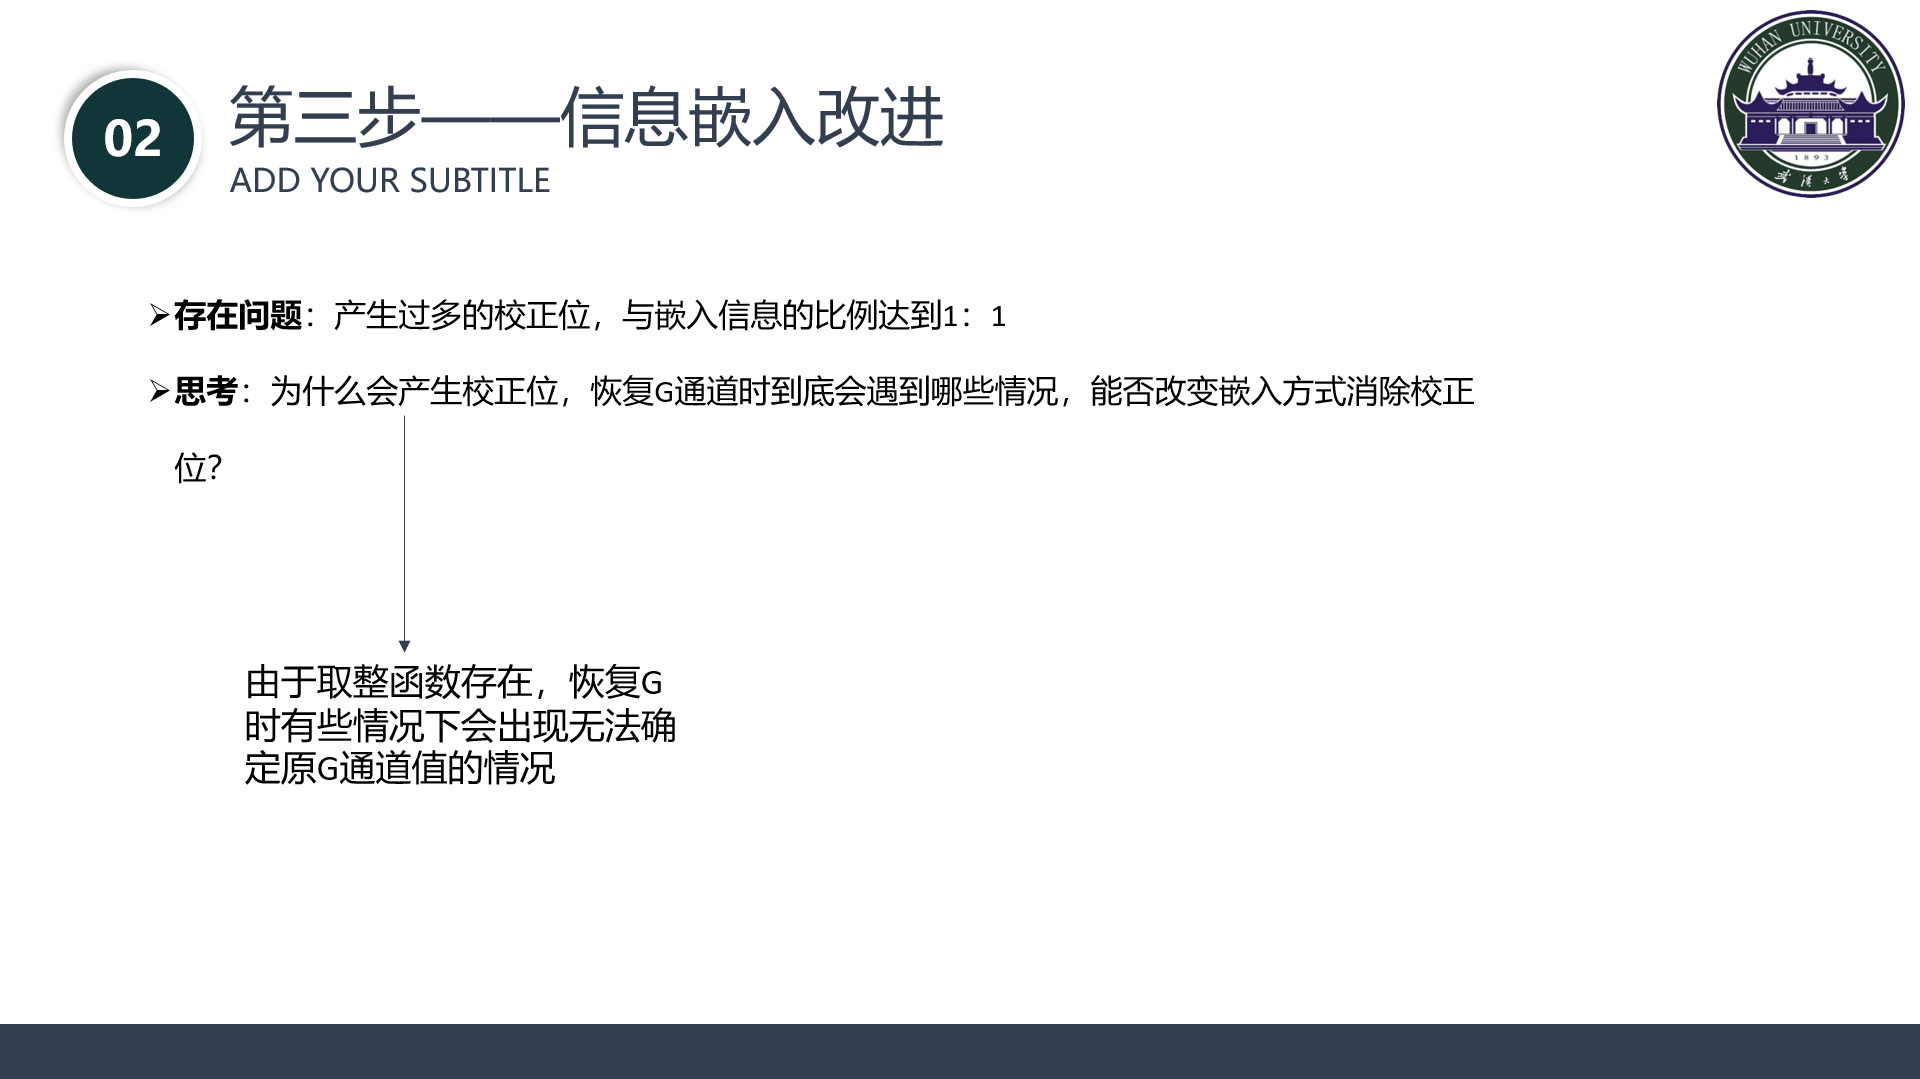 02
第三步——信息嵌入改进
ADD YOUR SUBTITLE
WUHAN UNIVERSITY
1893
武汉大学
➢存在问题：产生过多的校正位，与嵌入信息的比例达到1：1
➢思考：为什么会产生校正位，恢复G通道时到底会遇到哪些情况，能否改变嵌入方式消除校正
位？
由于取整函数存在，恢复G
时有些情况下会出现无法确
定原G通道值的情况